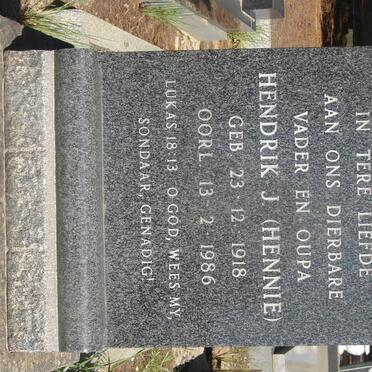 IN TERE LIEFDE
AAN ONS DIERBARE
VADER EN OUPA
HENDRIK J (HENNIE)
GEB 23 12 1918
OORL 13 2 1986
LUKAS 18:13 O GOD, WEES MY,
SONDAAR, GENADIG!